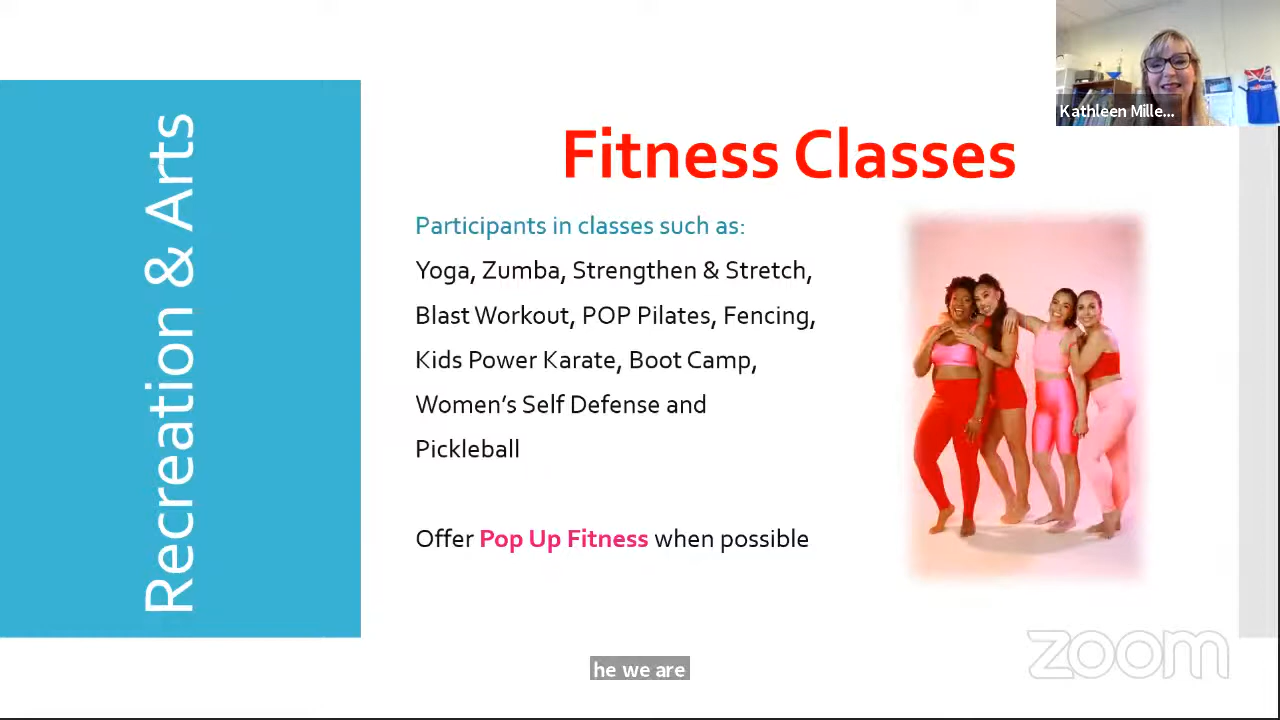 Recreation & Arts
Kathleen Mille...
Fitness Classes
Participants in classes such as:
Yoga, Zumba, Strengthen & Stretch,
Blast Workout, POP Pilates, Fencing,
Kids Power Karate, Boot Camp,
Women's Self Defense and
Pickleball
Offer Pop Up Fitness when possible
zoom
he we are